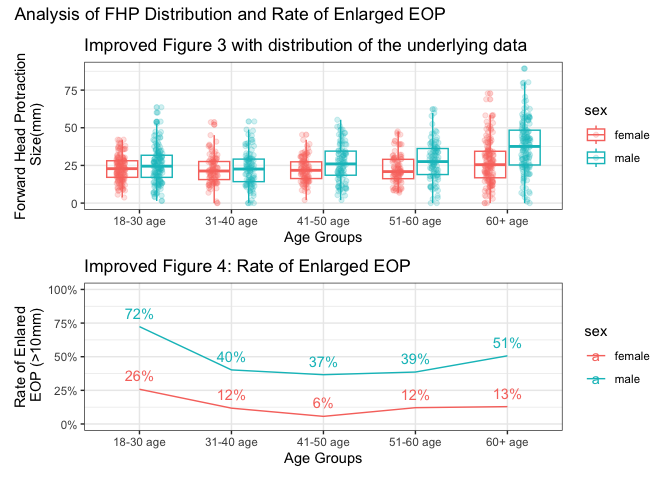 Analysis of FHP Distribution and Rate of Enlarged EOP
Improved Figure 3 with distribution of the underlying data
Forward Head Protraction
Size(mm)
75
50
25
0
18-30 age
31-40 age
41-50 age
51-60 age
60+ age
Age Groups
sex
female
male
Improved Figure 4: Rate of Enlarged EOP
Rate of Enlared
EOP (>10mm)
100%
75%
50%
25%
0%
72%
40%
37%
39%
51%
26%
12%
6%
12%
13%
18-30 age
31-40 age
41-50 age
51-60 age
60+ age
Age Groups
sex
a female
a male